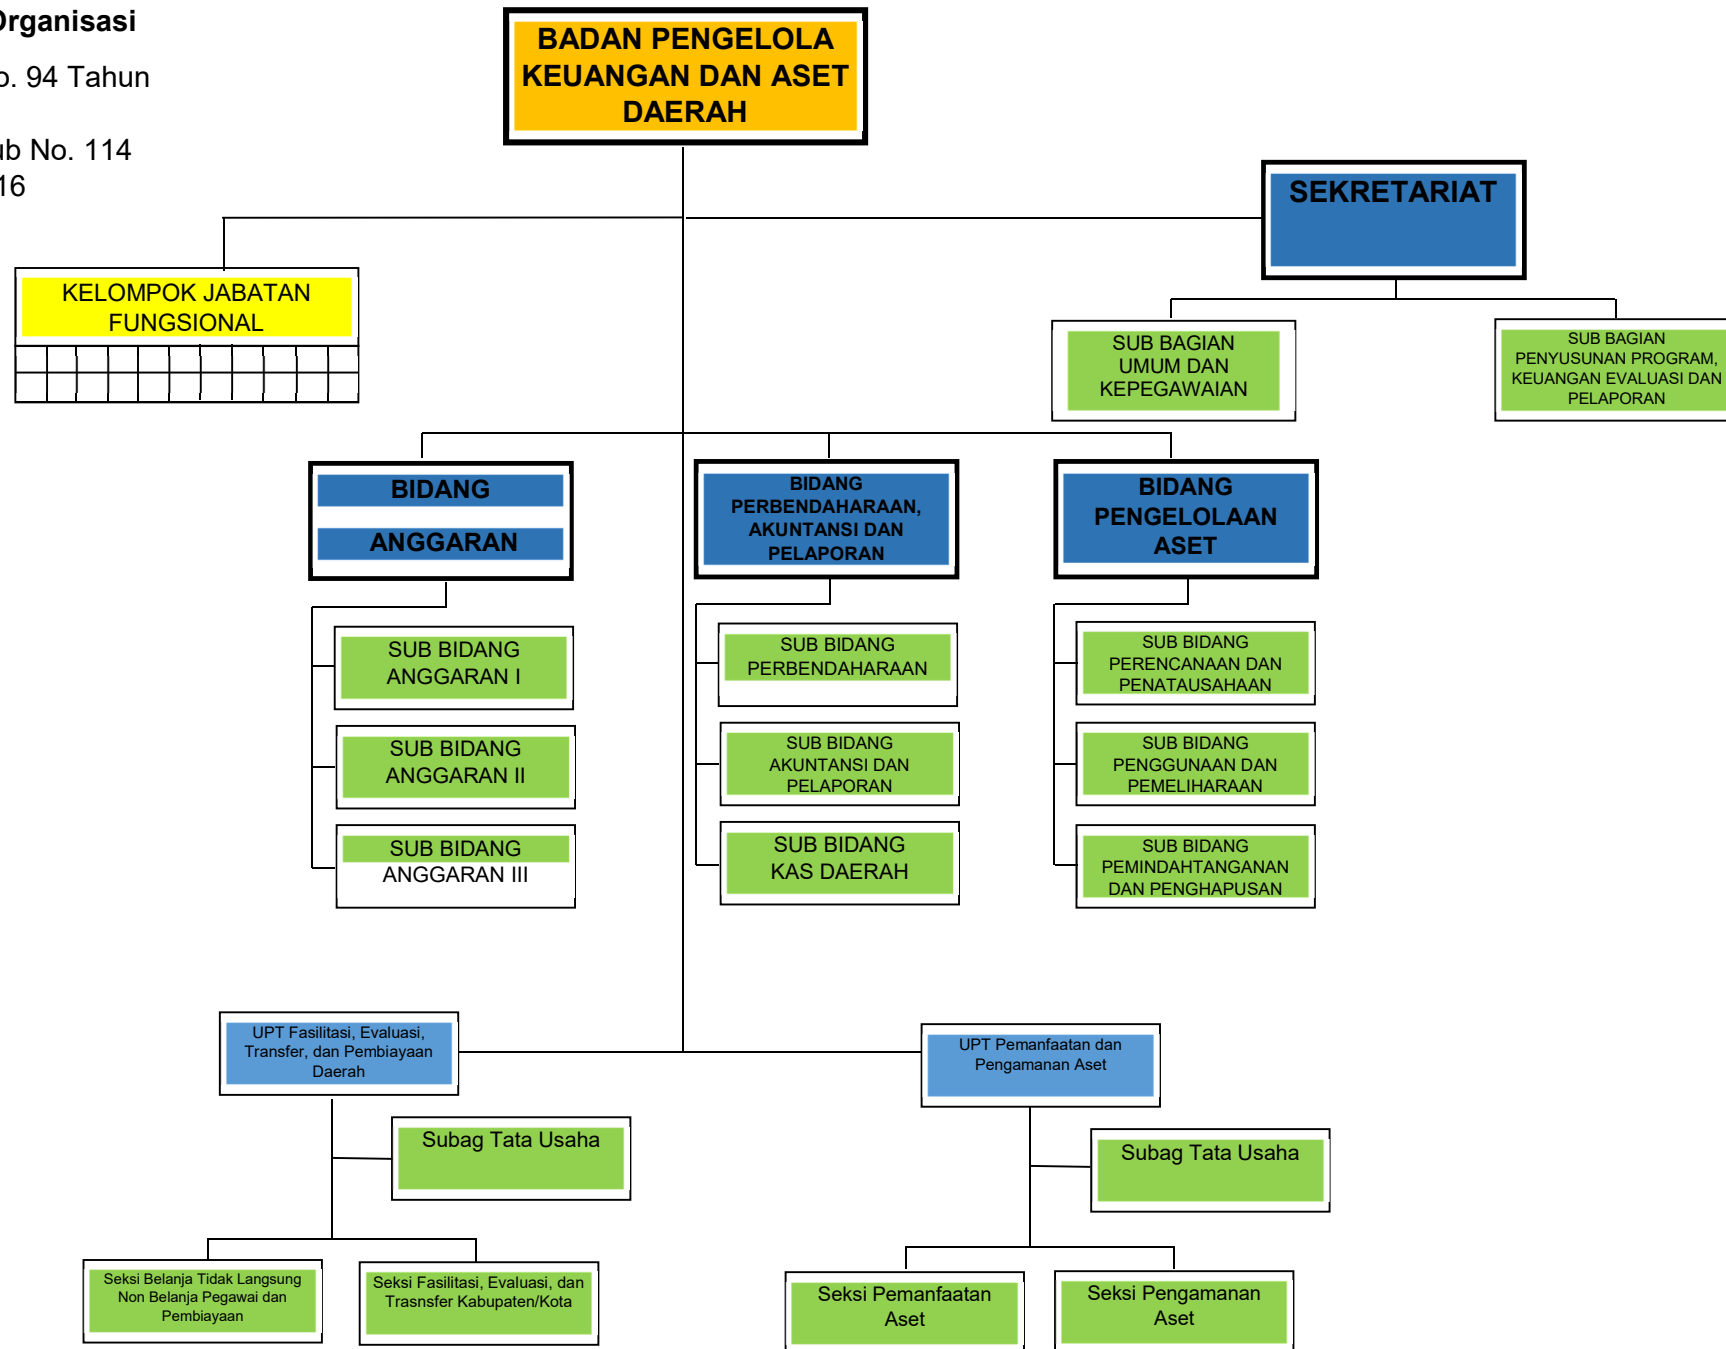 Organisasi
o. 94 Tahun
ub No. 114
16
BADAN PENGELOLA
KEUANGAN DAN ASET
DAERAH
SEKRETARIAT
KELOMPOK JABATAN
FUNGSIONAL
SUB BAGIAN
UMUM DAN
KEPEGAWAIAN
SUB BAGIAN
PENYUSUNAN PROGRAM,
KEUANGAN EVALUASI DAN
PELAPORAN
BIDANG
ANGGARAN
BIDANG
PERBENDAHARAAN,
AKUNTANSI DAN
PELAPORAN
BIDANG
PENGELOLAAN
ASET
SUB BIDANG
ANGGARAN I
SUB BIDANG
PERBENDAHARAAN
SUB BIDANG
PERENCANAAN DAN
PENATAUSAHAAN
SUB BIDANG
ANGGARAN II
SUB BIDANG
AKUNTANSI DAN
PELAPORAN
SUB BIDANG
PENGGUNAAN DAN
PEMELIHARAAN
SUB BIDANG
ANGGARAN III
SUB BIDANG
KAS DAERAH
SUB BIDANG
PEMINDAHTANGANAN
DAN PENGHAPUSAN
UPT Fasilitasi, Evaluasi,
Transfer, dan Pembiayaan
Daerah
UPT Pemanfaatan dan
Pengamanan Aset
Subag Tata Usaha
Subag Tata Usaha
Seksi Belanja Tidak Langsung
Non Belanja Pegawai dan
Pembiayaan
Seksi Fasilitasi, Evaluasi, dan
Trasnsfer Kabupaten/Kota
Seksi Pemanfaatan
Aset
Seksi Pengamanan
Aset